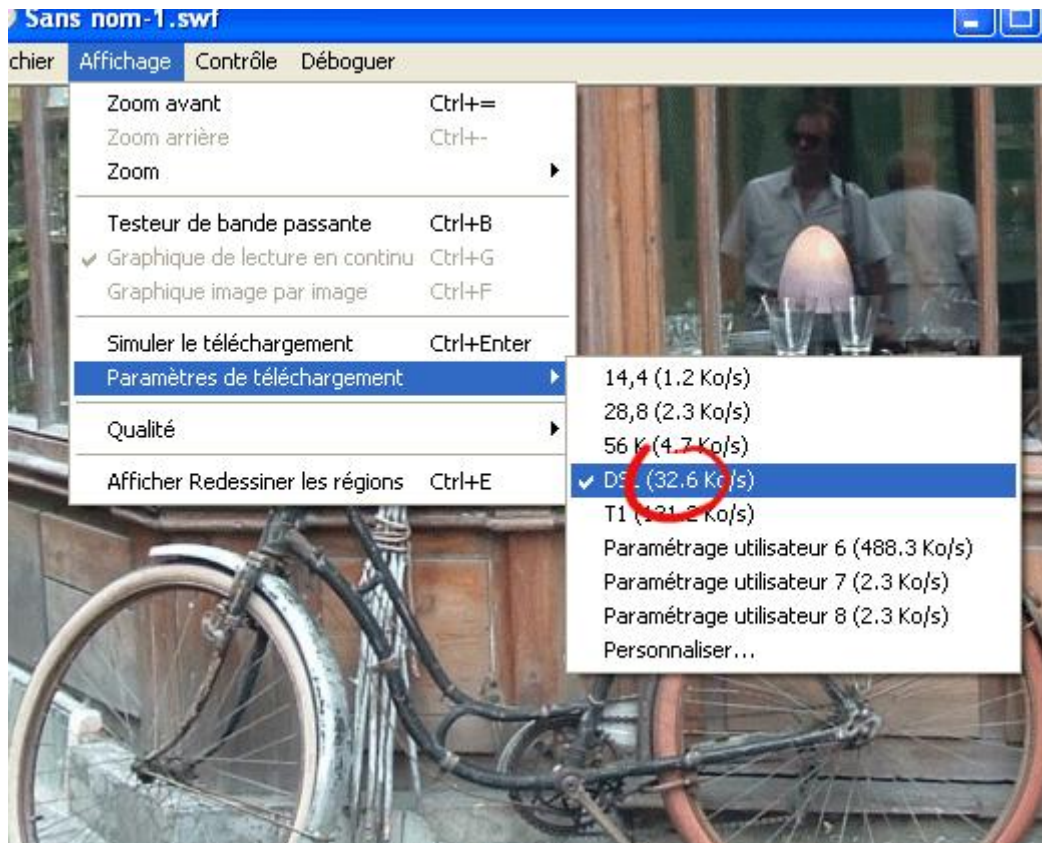 Sans nom-1.swf
chier Affichage Contrôle Déboguer
Zoom avant Ctrl+=
Zoom arrière Ctrl+-
Zoom
Testeur de bande passante Ctrl+B
Graphique de lecture en continu Ctrl+G
Graphique image par image Ctrl+F
Simuler le téléchargement Ctrl+Enter
Paramètres de téléchargement
Qualité
Afficher Redessiner les régions Ctrl+E
14,4 (1.2 Ko/s)
28,8 (2.3 Ko/s)
56 K (4.7 Ko/s)
DSL (32.6 Ko/s)
T1 (131.2 Ko/s)
Paramétrage utilisateur 6 (488.3 Ko/s)
Paramétrage utilisateur 7 (2.3 Ko/s)
Paramétrage utilisateur 8 (2.3 Ko/s)
Personnaliser...